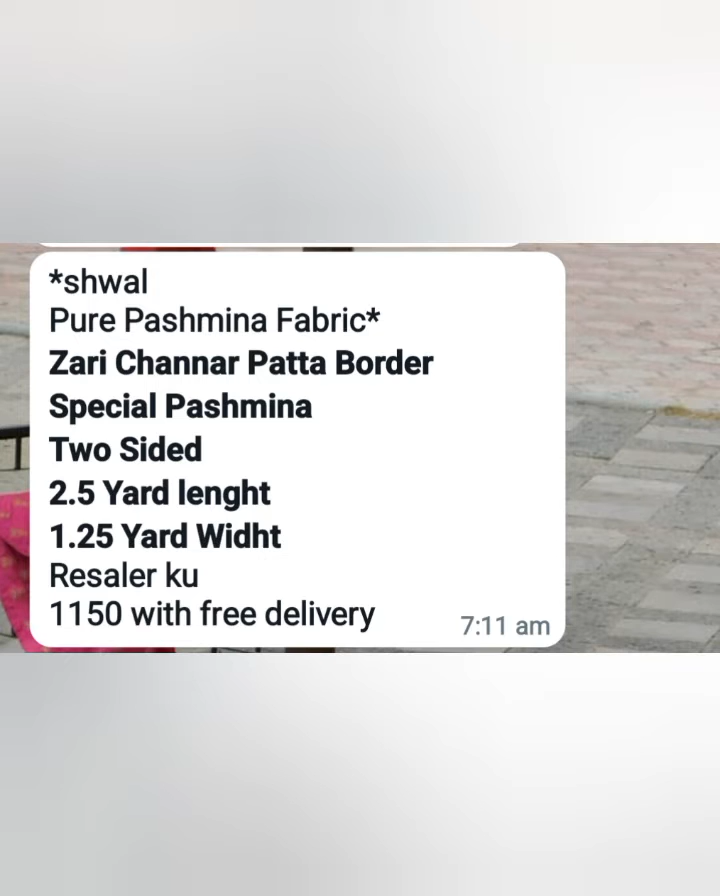 *shwal
Pure Pashmina Fabric*
Zari Channar Patta Border
Special Pashmina
Two Sided
2.5 Yard lenght
1.25 Yard Widht
Resaler ku
1150 with free delivery
7:11 am